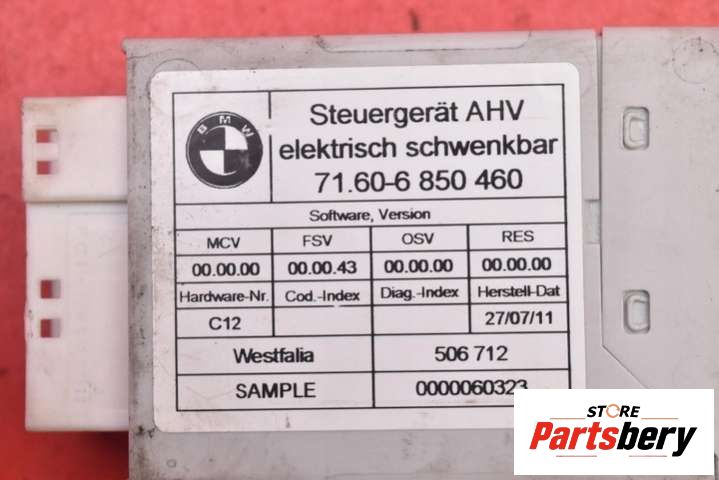 BMW
Steuergerät AHV
elektrisch schwenkbar
71.60-6 850 460
Software, Version
MCV FSV OSV RES
00.00.00 00.00.43 00.00.00 00.00.00
Hardware-Nr. Cod.-Index Diag.-Index Herstell-Dat
C12 27/07/11
Westfalia 506 712
SAMPLE 0000060323
STORE
Partsbery